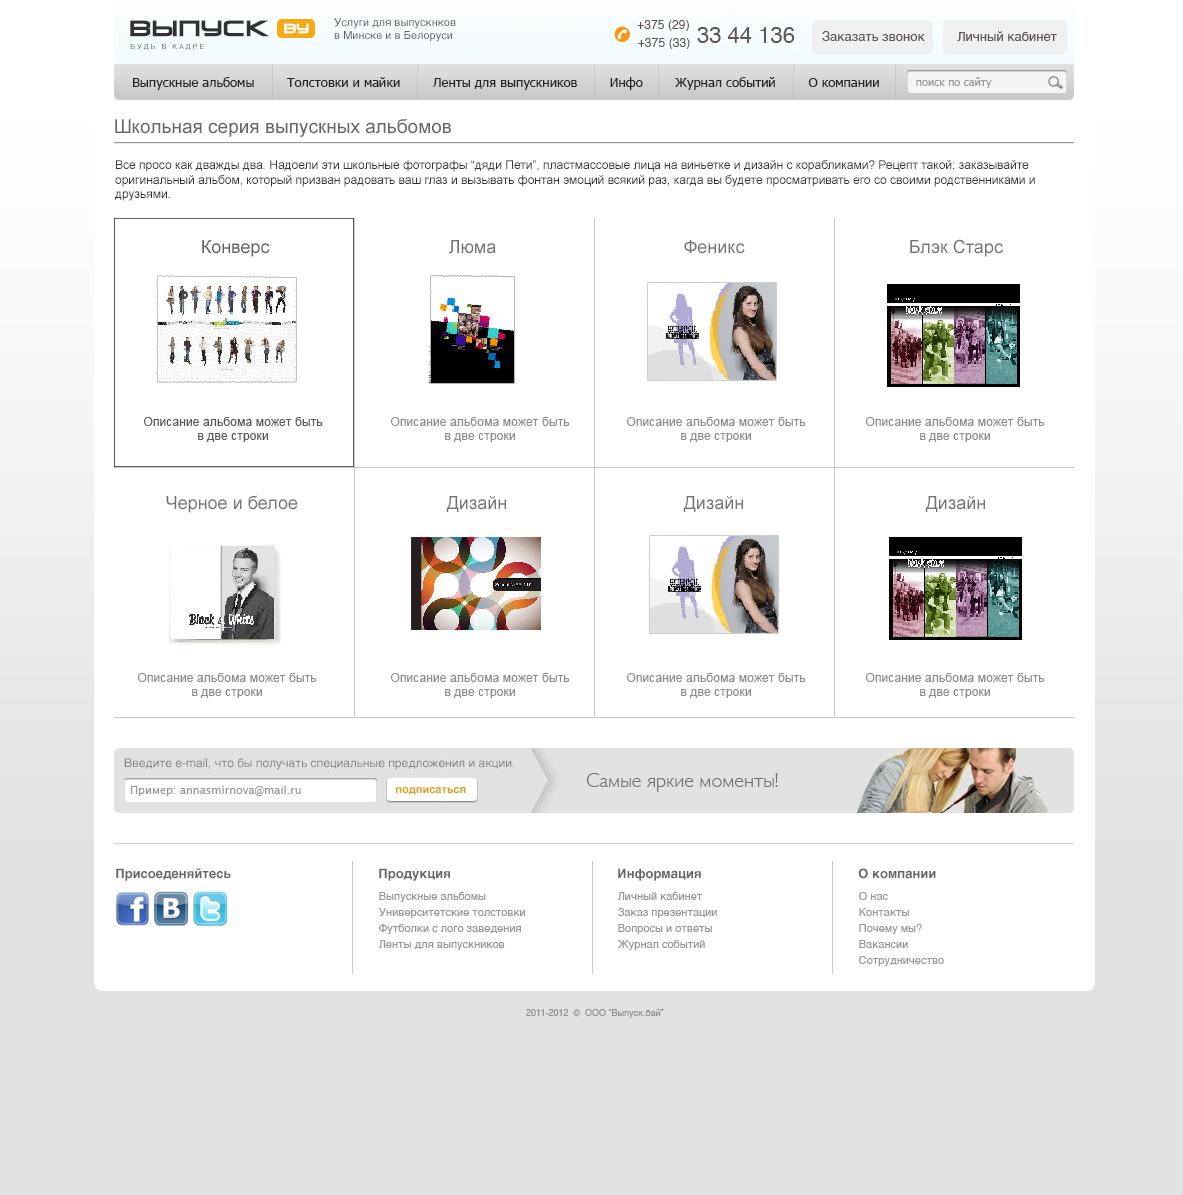 ВЫПУСК BY
БУДЬ В КАДРЕ
Услуги для выпускнков
в Минске и в Белоруси
+375 (29)
+375 (33)
33 44 136
Заказать звонок
Личный кабинет
Выпускные альбомы
Толстовки и майки
Ленты для выпускников
Инфо
Журнал событий
О компании
поиск по сайту
Школьная серия выпускных альбомов
Все просо как дважды два. Надоели эти школьные фотографы “дяди Пети”, пластмассовые лица на виньетке и дизайн с корабликами? Рецепт такой: заказывайте
оригинальный альбом, который призван радовать ваш глаз и вызывать фонтан эмоций всякий раз, кагда вы будете просматривать его со своими родственниками и
друзьями.
Конверс
Люма
Феникс
Блэк Старс
Описание альбома может быть
в две строки
Описание альбома может быть
в две строки
Описание альбома может быть
в две строки
Описание альбома может быть
в две строки
Черное и белое
Дизайн
Дизайн
Дизайн
Black & White
Описание альбома может быть
в две строки
Описание альбома может быть
в две строки
Описание альбома может быть
в две строки
Описание альбома может быть
в две строки
Введите e-mail, что бы получать специальные предложения и акции.
Пример: annasmirnova@mail.ru
подписаться
Самые яркие моменты!
Присоеденяйтесь
Продукция
Выпускные альбомы
Университетские толстовки
Футболки с лого заведения
Ленты для выпускников
Информация
Личный кабинет
Заказ презентации
Вопросы и ответы
Журнал событий
О компании
О нас
Контакты
Почему мы?
Вакансии
Сотрудничество
2011-2012 © ООО "Выпуск.бай"